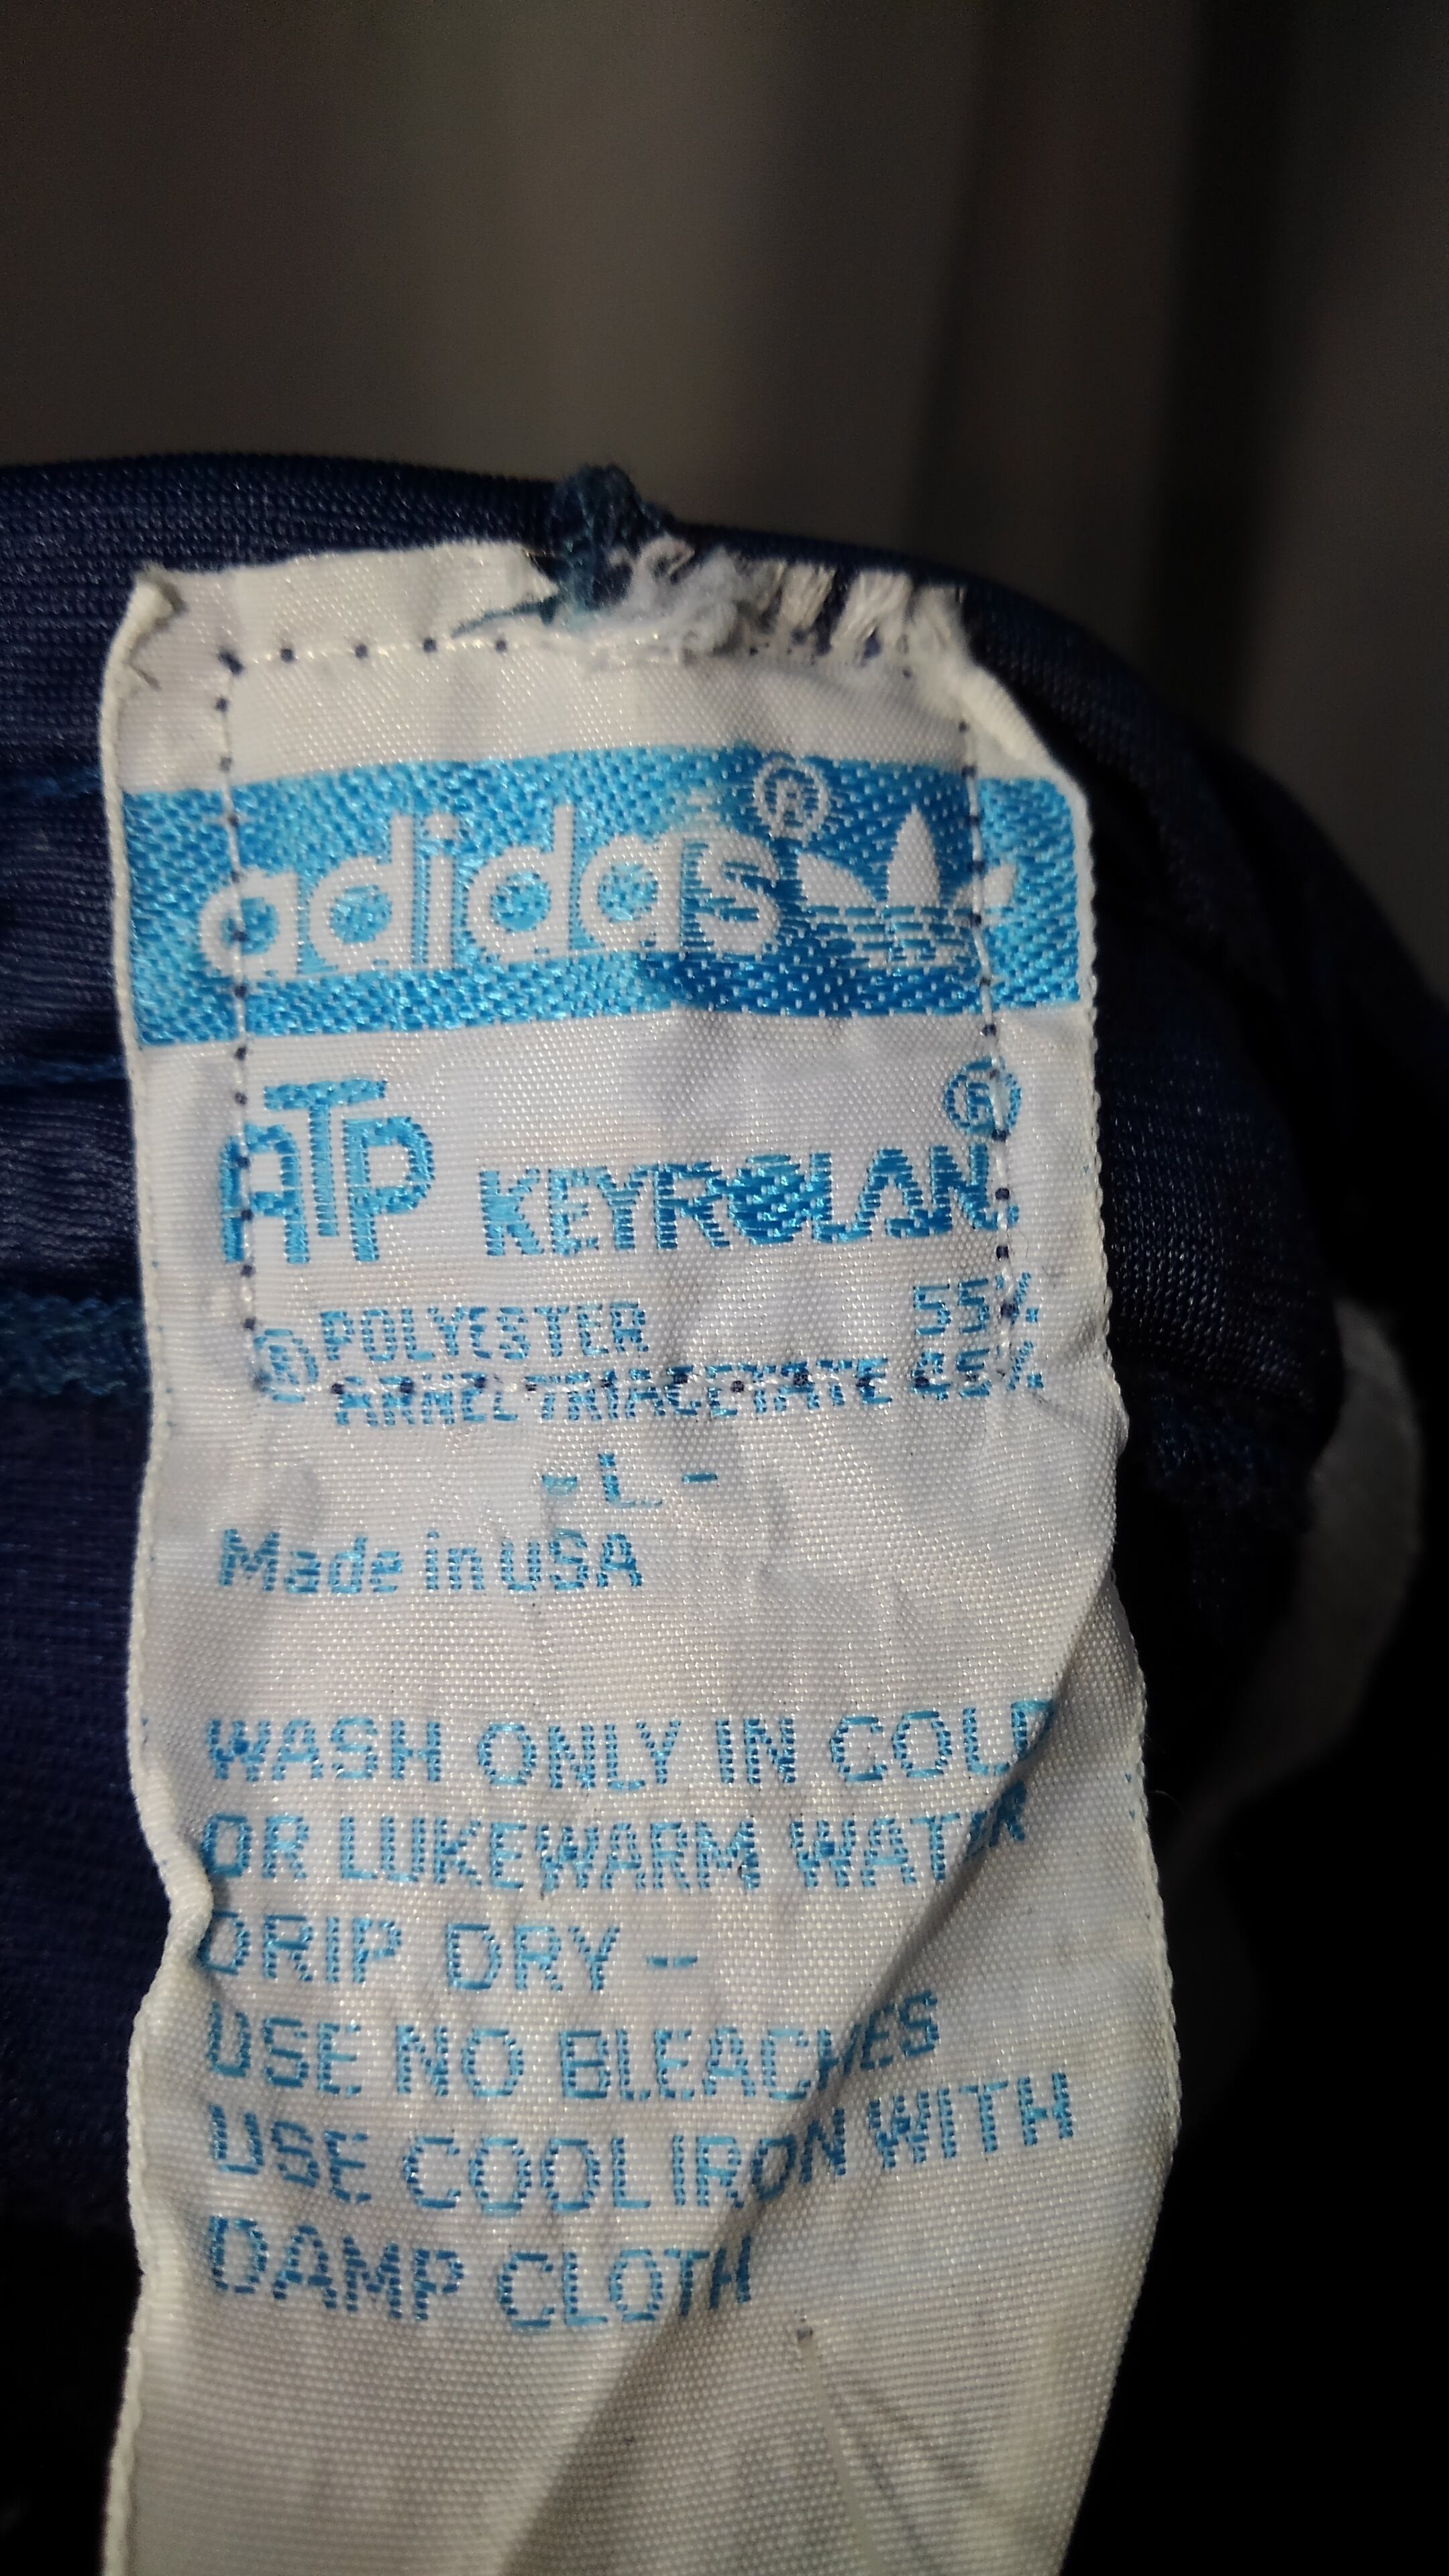 adidas®
ATP KEYROLAN®
POLYESTER 55%
® ARNEL-TRIACETATE 45%
- L -
Made in USA
WASH ONLY IN COLD
OR LUKEWARM WATER
DRIP DRY –
USE NO BLEACHES
USE COOL IRON WITH
DAMP CLOTH